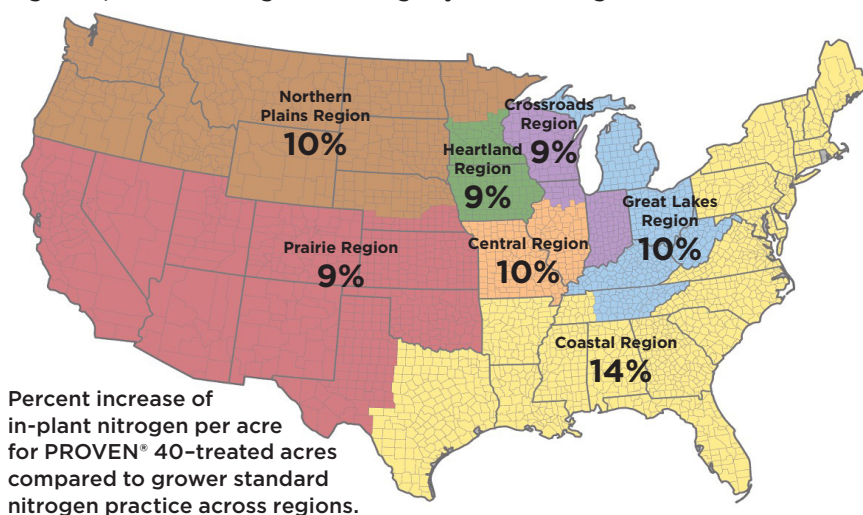 Northern
Plains Region
10%
Crossroads
Region
9%
Heartland
Region
9%
Great Lakes
Region
10%
Prairie Region
9%
Central Region
10%
Coastal Region
14%
Percent increase of
in-plant nitrogen per acre
for PROVEN® 40–treated acres
compared to grower standard
nitrogen practice across regions.